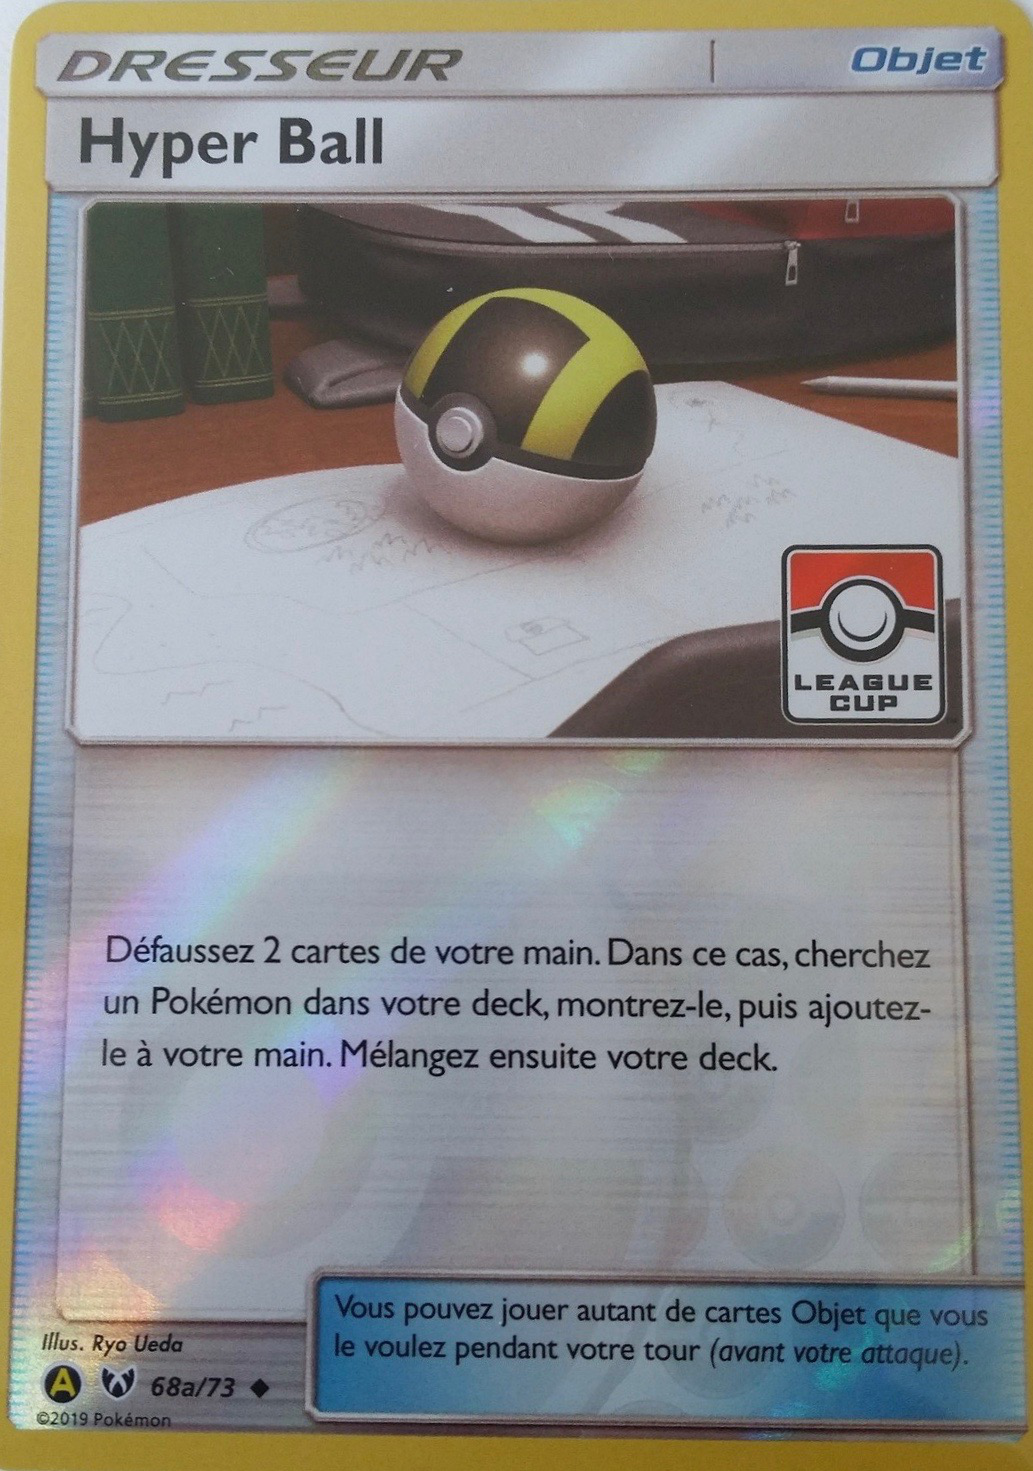 DRESSEUR
Objet
Hyper Ball
LEAGUE
CUP
Défaussez 2 cartes de votre main. Dans ce cas, cherchez
un Pokémon dans votre deck, montrez-le, puis ajoutez-
le à votre main. Mélangez ensuite votre deck.
Vous pouvez jouer autant de cartes Objet que vous
le voulez pendant votre tour (avant votre attaque).
Illus. Ryo Ueda
A 68a/73
©2019 Pokémon